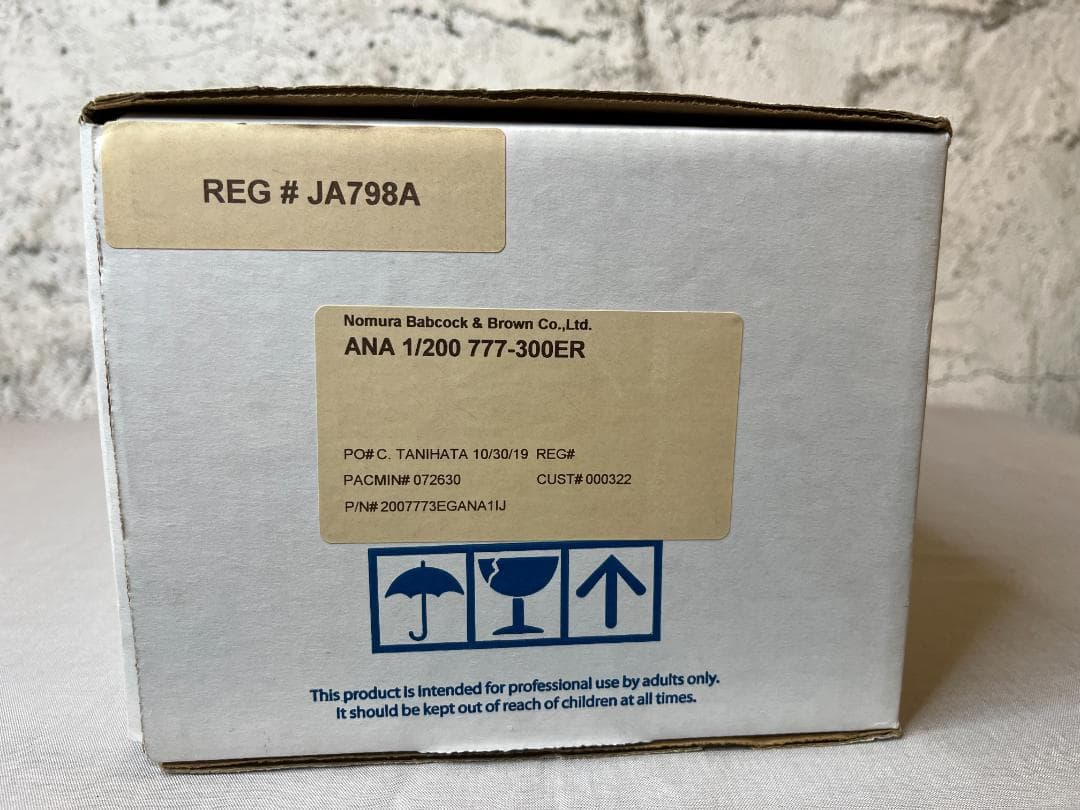 REG # JA798A
Nomura Babcock & Brown Co.,Ltd.
ANA 1/200 777-300ER
PO# C. TANIHATA 10/30/19 REG#
PACMIN# 072630 CUST# 000322
P/N# 2007773EGANA1IJ
This product is intended for professional use by adults only.
It should be kept out of reach of children at all times.